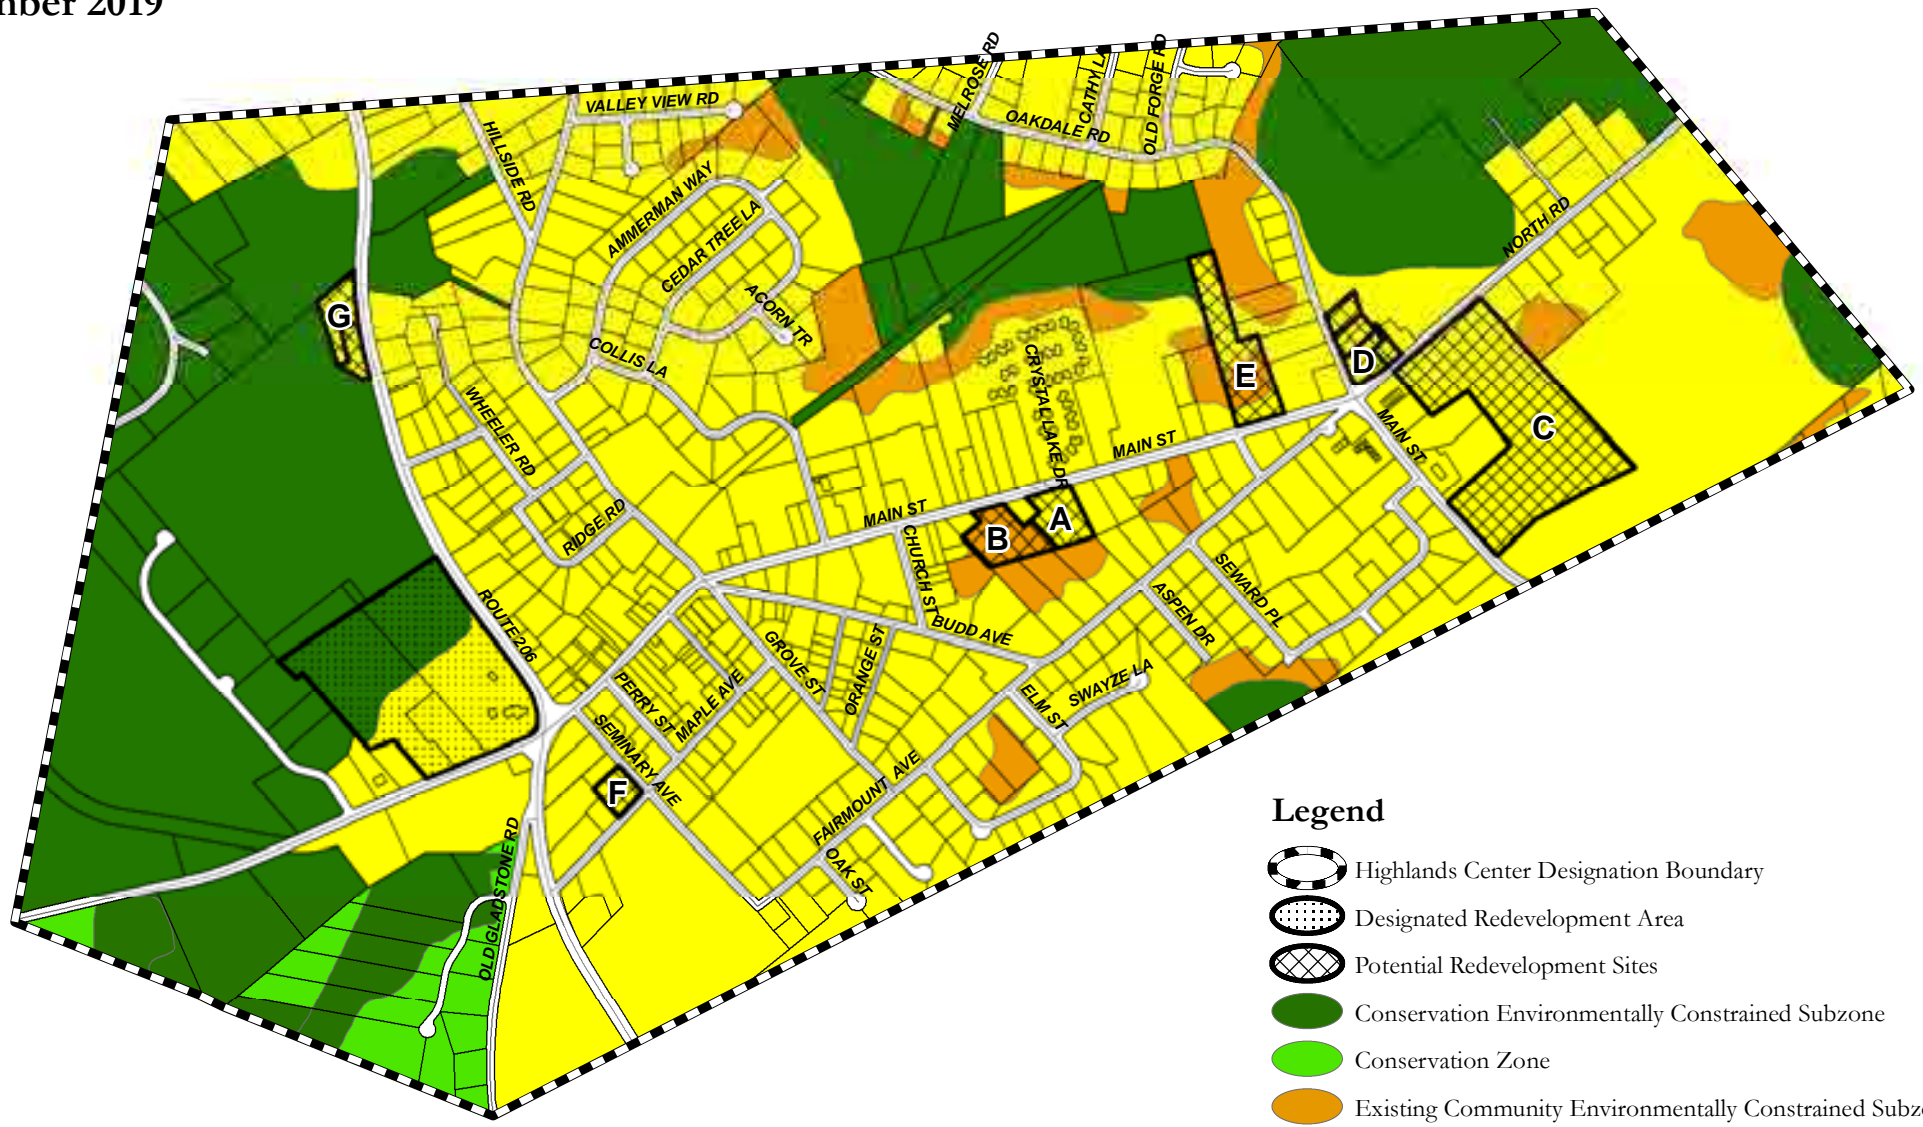 2019
VALLEY VIEW RD
HILLSIDE RD
MELROSE RD
CATHY LA
OLD FORGE RD
OAKDALE RD
AMMERMAN WAY
CEDAR TREE LA
ACORN TR
NORTH RD
G
COLLIS LA
CRYSTAL LAKE DR
D
E
WHEELER RD
MAIN ST
MAIN ST
C
RIDGE RD
MAIN ST
A
B
CHURCH ST
SEWARD PL
ASPEN DR
ROUTE 206
BUDD AVE
GROVE ST
ORANGE ST
PERRY ST
MAPLE AVE
ELM ST
SWAYZE LA
SEMINARY AVE
F
FAIRMOUNT AVE
OAK ST
OLD GLADSTONE RD
Legend
Highlands Center Designation Boundary
Designated Redevelopment Area
Potential Redevelopment Sites
Conservation Environmentally Constrained Subzone
Conservation Zone
Existing Community Environmentally Constrained